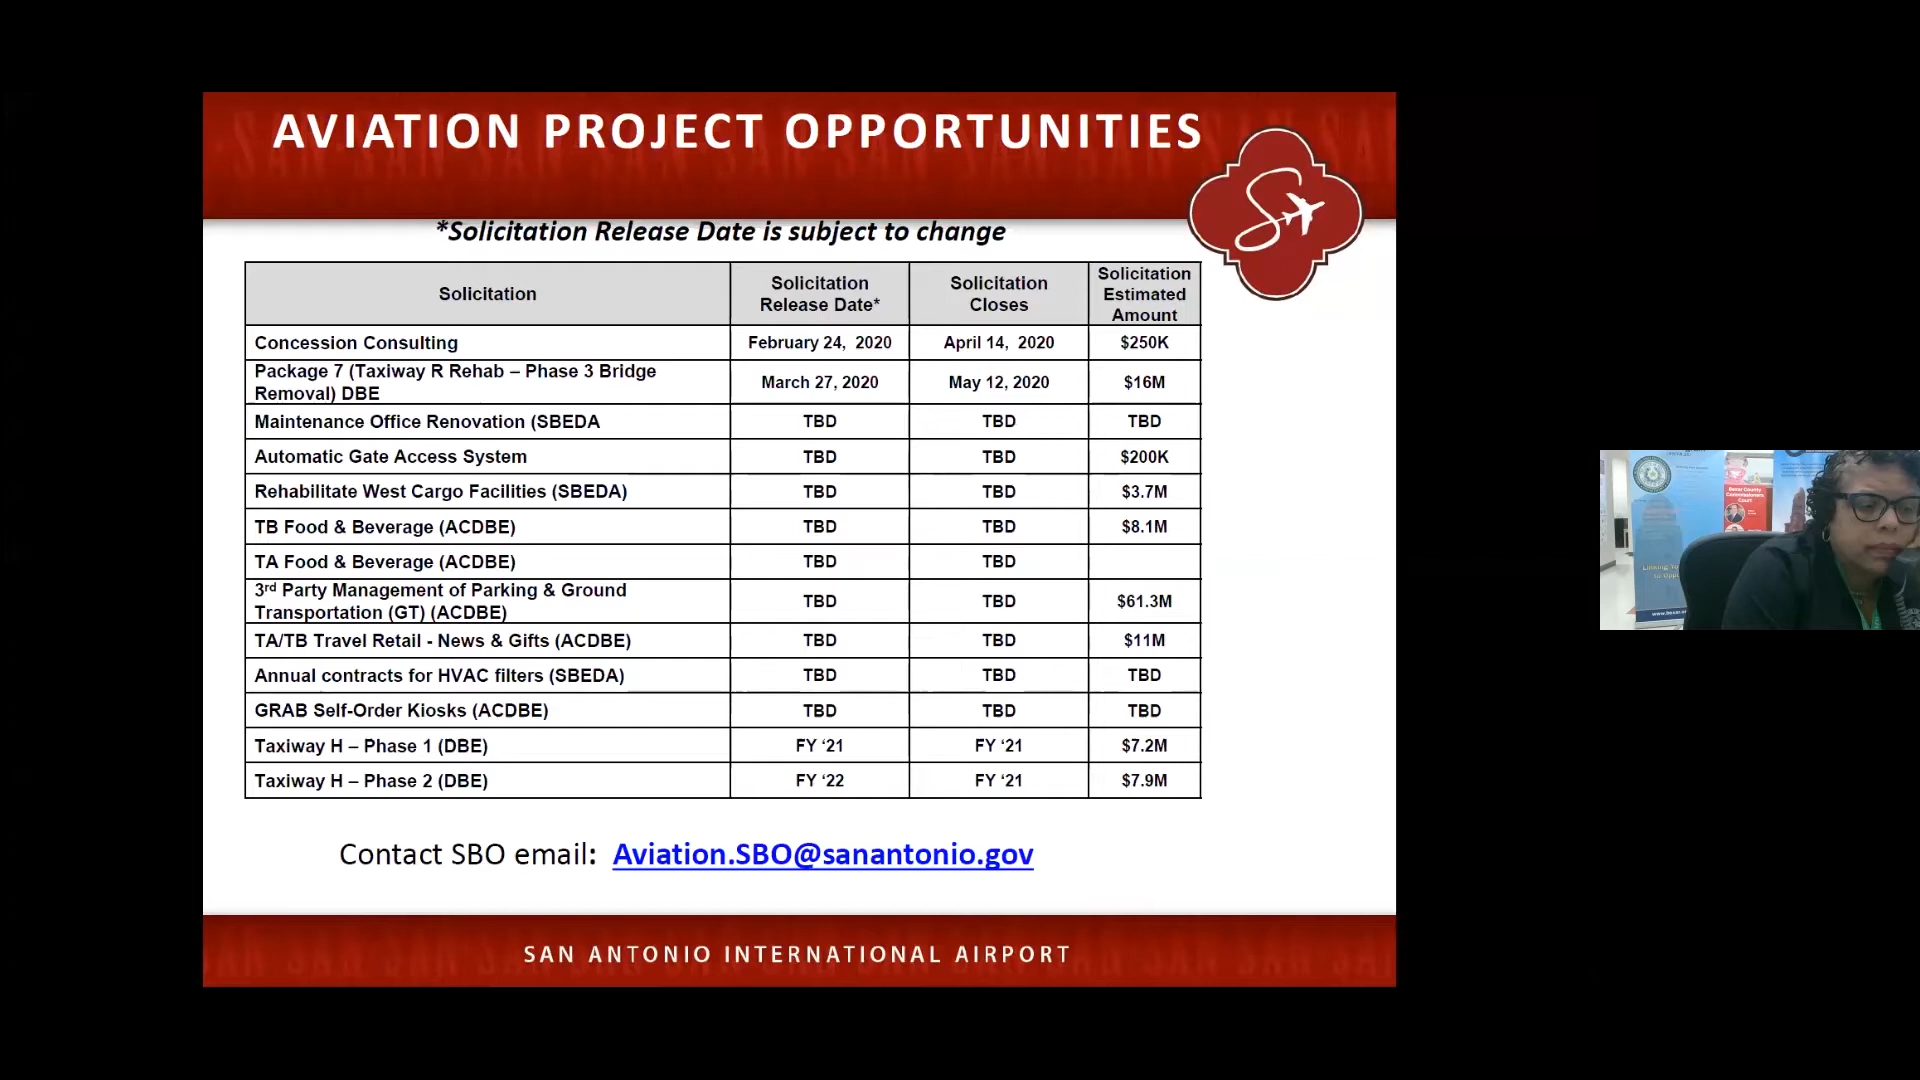 AVIATION PROJECT OPPORTUNITIES
*Solicitation Release Date is subject to change
Solicitation
Solicitation
Release Date*
Solicitation
Closes
Solicitation
Estimated
Amount
Concession Consulting February 24, 2020 April 14, 2020 $250K
Package 7 (Taxiway R Rehab – Phase 3 Bridge
Removal) DBE March 27, 2020 May 12, 2020 $16M
Maintenance Office Renovation (SBEDA TBD TBD TBD
Automatic Gate Access System TBD TBD $200K
Rehabilitate West Cargo Facilities (SBEDA) TBD TBD $3.7M
TB Food & Beverage (ACDBE) TBD TBD $8.1M
TA Food & Beverage (ACDBE) TBD TBD
3rd Party Management of Parking & Ground
Transportation (GT) (ACDBE) TBD TBD $61.3M
TA/TB Travel Retail - News & Gifts (ACDBE) TBD TBD $11M
Annual contracts for HVAC filters (SBEDA) TBD TBD TBD
GRAB Self-Order Kiosks (ACDBE) TBD TBD TBD
Taxiway H – Phase 1 (DBE) FY ‘21 FY ‘21 $7.2M
Taxiway H – Phase 2 (DBE) FY ‘22 FY ‘21 $7.9M
Contact SBO email: Aviation.SBO@sanantonio.gov
SAN ANTONIO INTERNATIONAL AIRPORT
Bexar County
Commissioners
Court